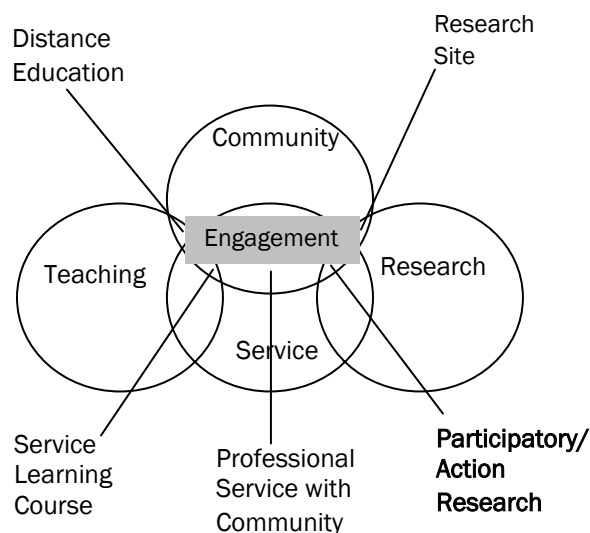 Distance
Education
Research
Site
Community
Engagement
Teaching
Research
Service
Service
Learning
Course
Professional
Service with
Community
Participatory/
Action
Research